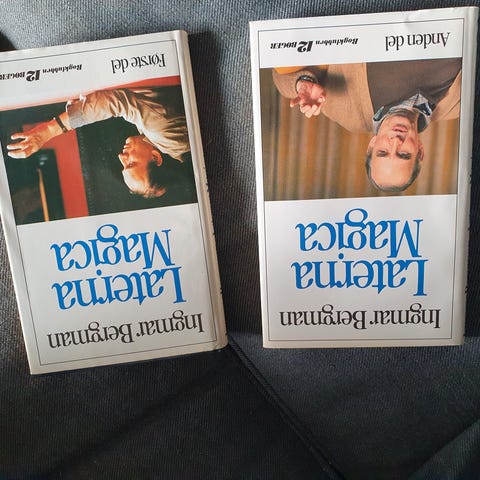 Ingmar Bergman
Laterna
Magica
Første del
Bogklubben 12 BØGER
Ingmar Bergman
Laterna
Magica
Anden del
Bogklubben 12 BØGER